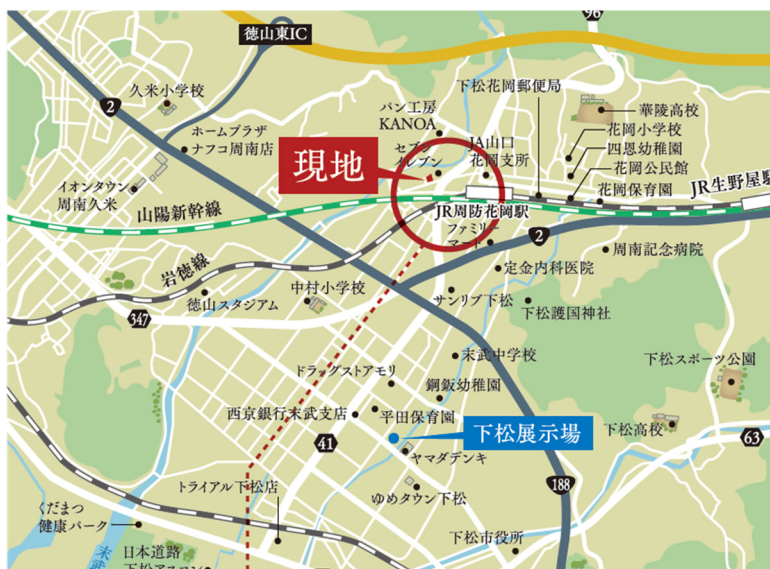 96
徳山東IC
久米小学校
2
パン工房
KANOA
下松花岡郵便局
華陵高校
ホームプラザ
ナフコ周南店
現地
セブン
イレブン
JA山口
花岡支所
花岡小学校
四恩幼稚園
花岡公民館
イオンタウン
周南久米
花岡保育園
JR生野屋駅
山陽新幹線
JR周防花岡駅
ファミリー
マート
2
周南記念病院
岩徳線
定金内科医院
徳山スタジアム
中村小学校
サンリブ下松
下松護国神社
347
末武中学校
下松スポーツ公園
ドラッグストアモリ
鋼鈑幼稚園
西京銀行末武支店
平田保育園
下松展示場
下松高校
41
63
ヤマダデンキ
トライアル下松店
ゆめタウン下松
188
くだまつ
健康パーク
下松市役所
末武
日本道路
下松アスコン